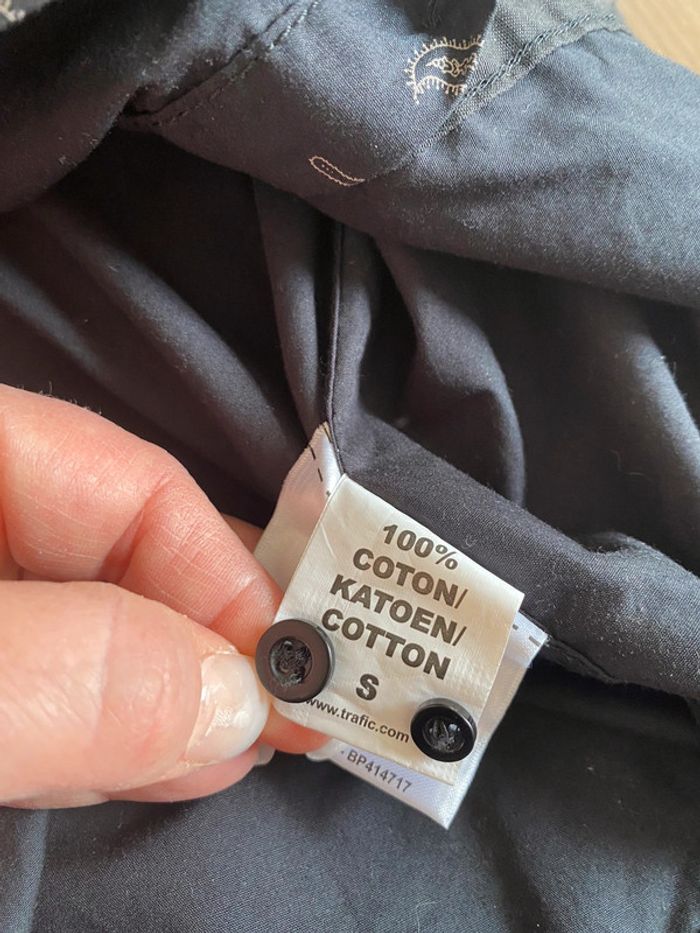 100%
COTON/
KATOEN/
COTTON
S
www.trafic.com
. BP414717